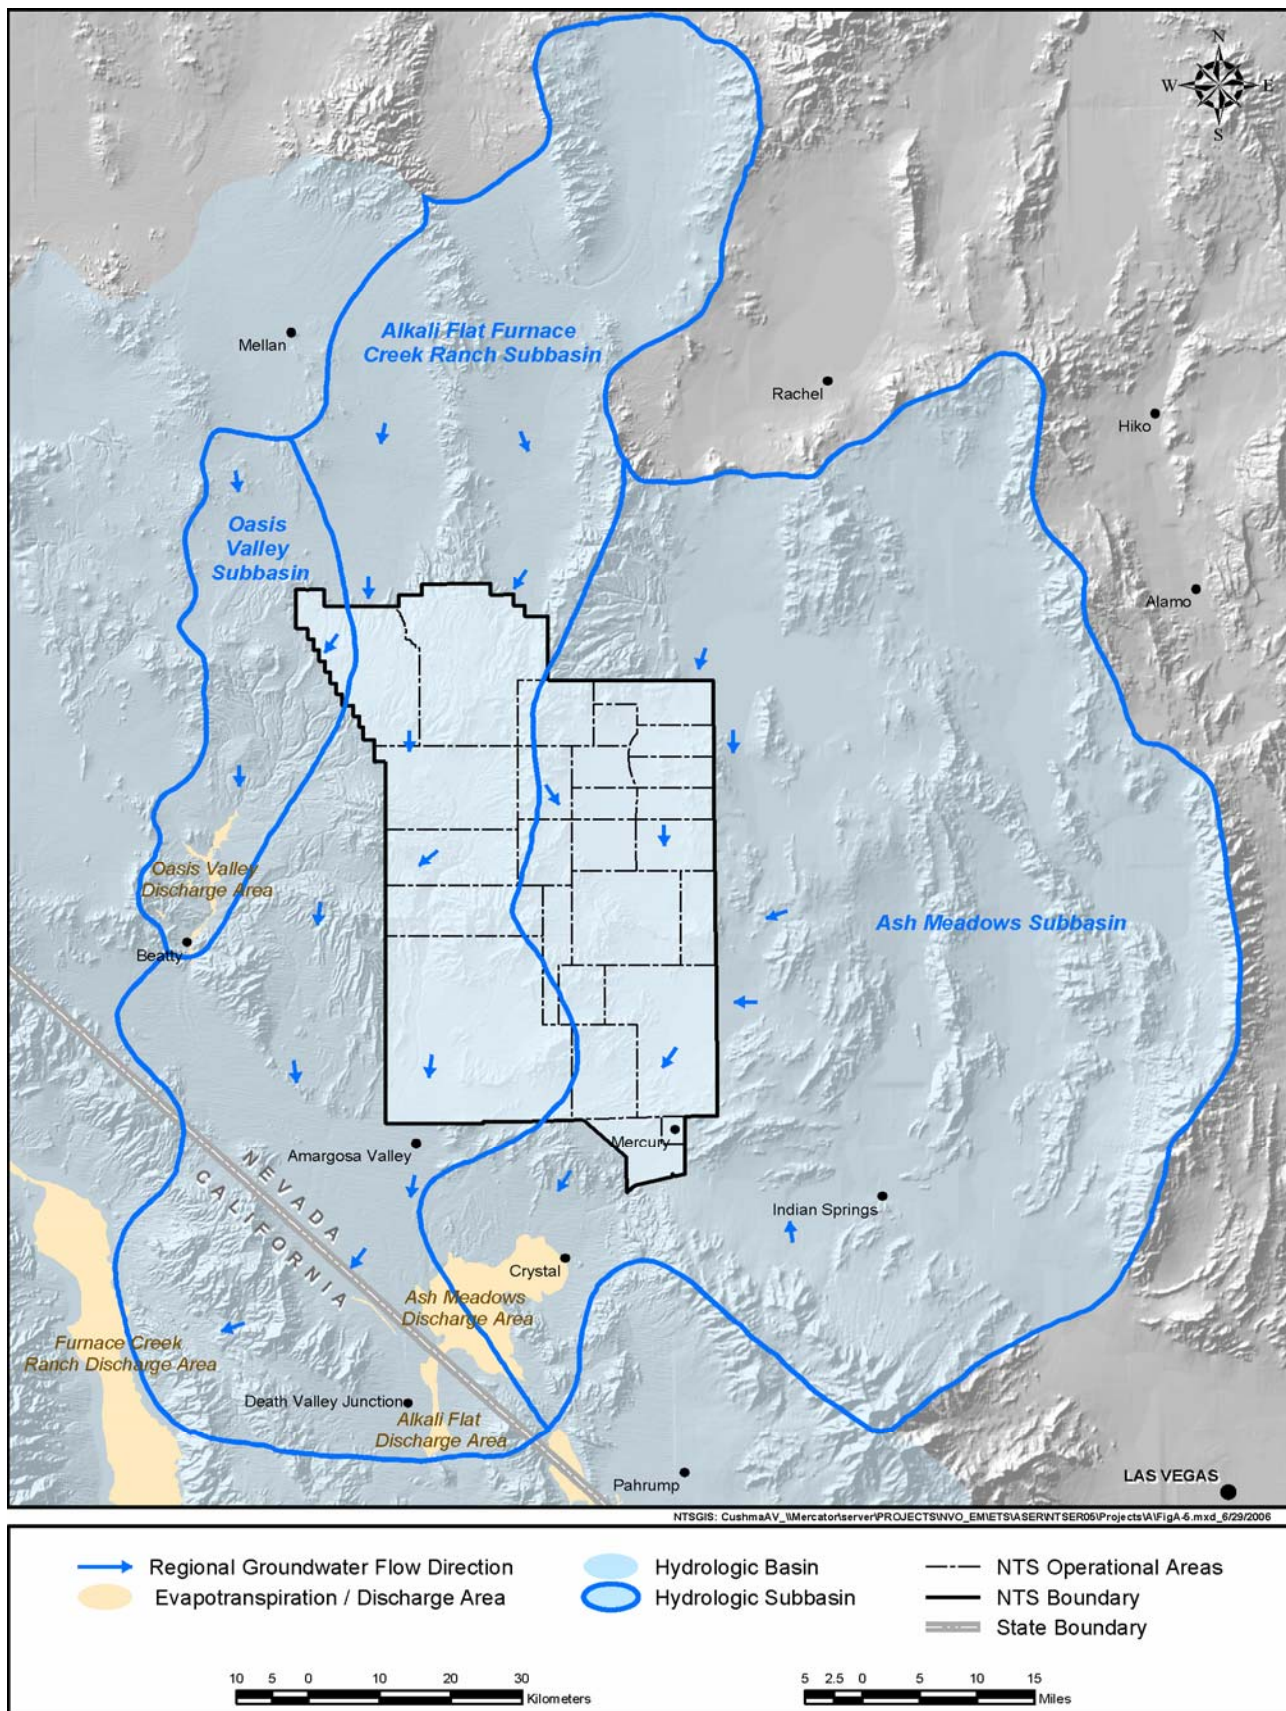 N
W E
S
Mellan
Alkali Flat Furnace
Creek Ranch Subbasin
Rachel
Hiko
Oasis
Valley
Subbasin
Alamo
Oasis Valley
Discharge Area
Ash Meadows Subbasin
Beatty
Mercury
Amargosa Valley
NEVADA
CALIFORNIA
Indian Springs
Crystal
Ash Meadows
Discharge Area
Furnace Creek
Ranch Discharge Area
Death Valley Junction
Alkali Flat
Discharge Area
Pahrump
LAS VEGAS
NTSGIS: CushmaAV_\\Mercator\server\PROJECTS\NVO_EM\ETS\ASER\NTSER05\Projects\A\FigA-6.mxd_6/29/2006
Regional Groundwater Flow Direction
Evapotranspiration / Discharge Area
Hydrologic Basin
Hydrologic Subbasin
NTS Operational Areas
NTS Boundary
State Boundary
10 5 0 10 20 30
Kilometers
5 2.5 0 5 10 15
Miles